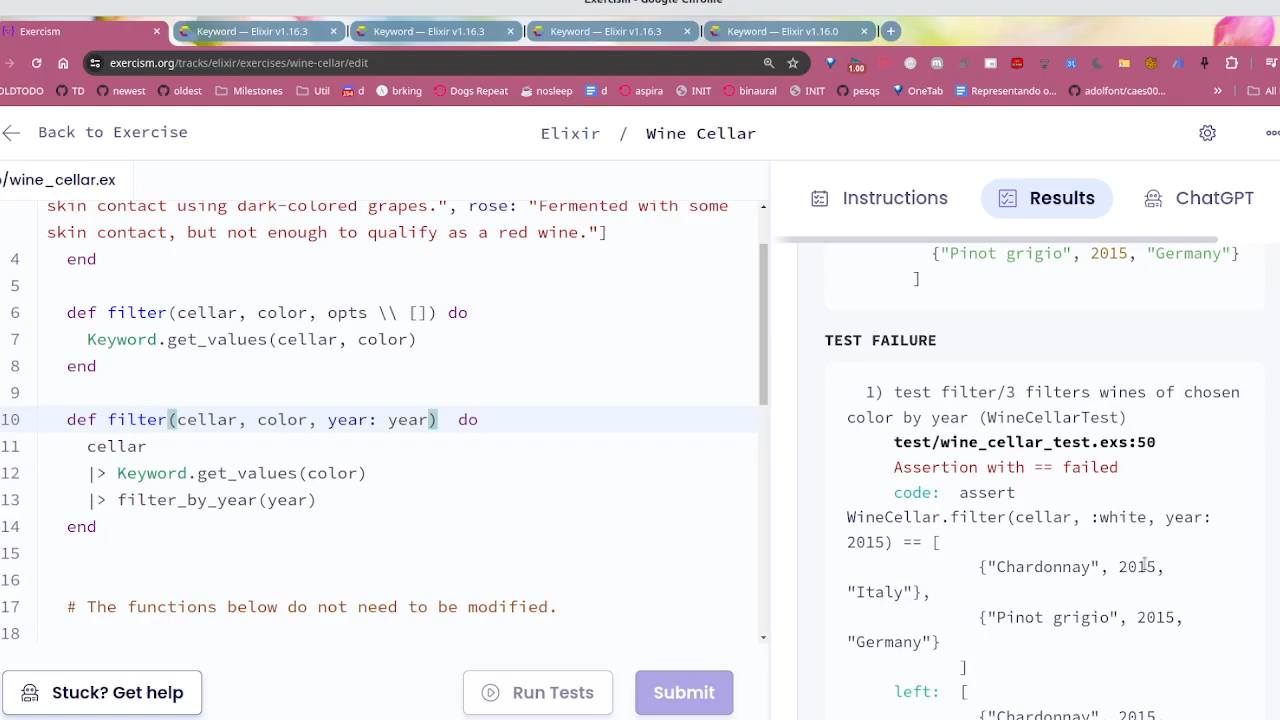 Exercism - Google Chrome
Exercism
Keyword — Elixir v1.16.3
Keyword — Elixir v1.16.3
Keyword — Elixir v1.16.3
Keyword — Elixir v1.16.0
exercism.org/tracks/elixir/exercises/wine-cellar/edit
1.00
OLDTODO TD newest oldest Milestones Util d brking Dogs Repeat nosleep d aspira INIT binaural INIT pesqs OneTab Representando o... adolfont/caes00... » All
Back to Exercise
Elixir / Wine Cellar
/wine_cellar.ex
Instructions
Results
ChatGPT
skin contact using dark-colored grapes.", rose: "Fermented with some
skin contact, but not enough to qualify as a red wine."]
4 end
5
6 def filter(cellar, color, opts \\ []) do
7 Keyword.get_values(cellar, color)
8 end
9
10 def filter(cellar, color, year: year)  do
11 cellar
12 |> Keyword.get_values(color)
13 |> filter_by_year(year)
14 end
15
16
17 # The functions below do not need to be modified.
18
{"Pinot grigio", 2015, "Germany"}
]
TEST FAILURE
1) test filter/3 filters wines of chosen
color by year (WineCellarTest)
test/wine_cellar_test.exs:50
Assertion with == failed
code: assert
WineCellar.filter(cellar, :white, year:
2015) == [
{"Chardonnay", 2015,
"Italy"},
{"Pinot grigio", 2015,
"Germany"}
]
left: [
{"Chardonnay", 2015,
Stuck? Get help
Run Tests
Submit